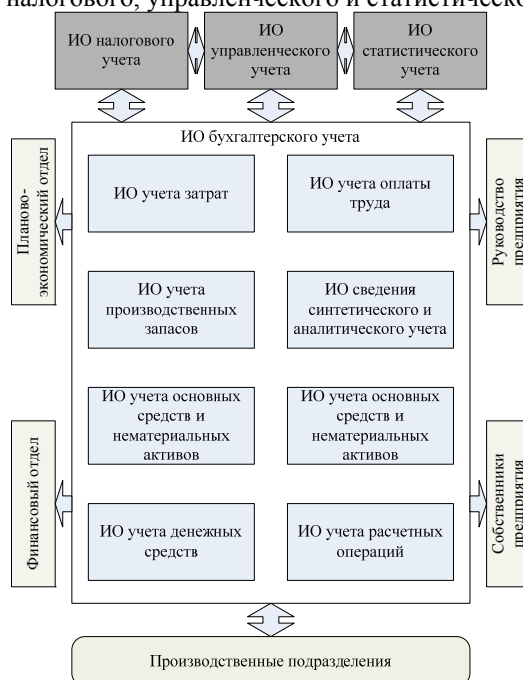 налогового, управленческого и статистического
ИО налогового
учета
ИО
управленческого
учета
ИО
статистического
учета
ИО бухгалтерского учета
Планово-
экономический отдел
ИО учета затрат
ИО учета оплаты
труда
Руководство
предприятия
ИО учета
производственных
запасов
ИО сведения
синтетического и
аналитического учета
ИО учета основных
средств и
нематериальных
активов
ИО учета основных
средств и
нематериальных
активов
Финансовый отдел
ИО учета денежных
средств
ИО учета расчетных
операций
Собственники
предприятия
Производственные подразделения